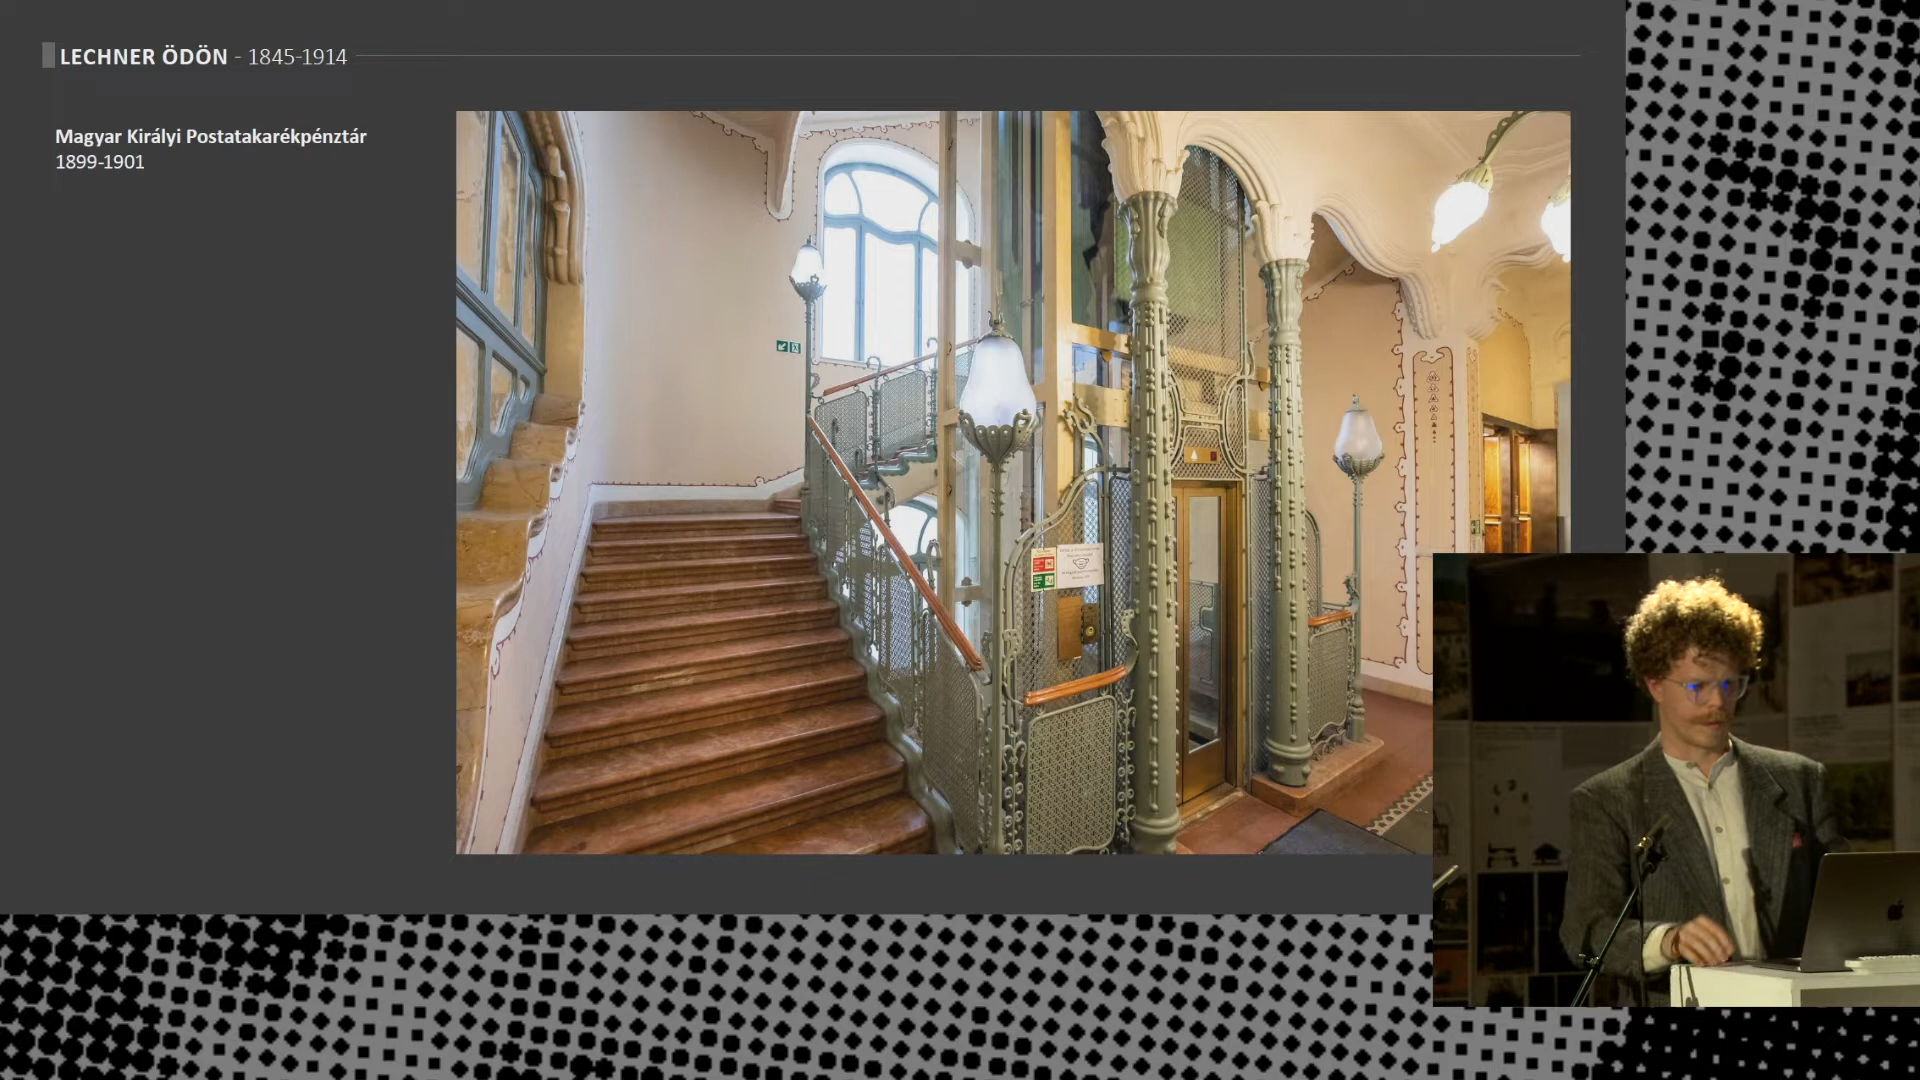 LECHNER ÖDÖN - 1845-1914
Magyar Királyi Postatakarékpénztár
1899-1901